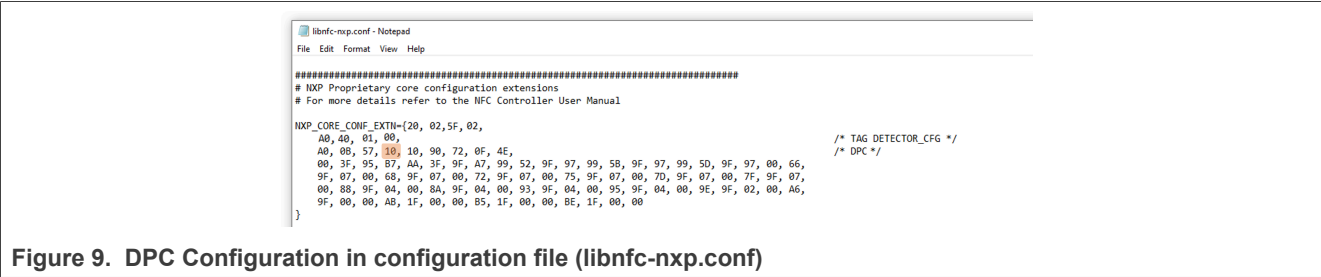 libnfc-nxp.conf - Notepad
File Edit Format View Help
###############################################################################
# NXP Proprietary core configuration extensions
# For more details refer to the NFC Controller User Manual
NXP_CORE_CONF_EXTN={20, 02,5F, 02,
A0, 40, 01, 00, /* TAG DETECTOR_CFG */
A0, 0B, 57, 10, 10, 90, 72, 0F, 4E, /* DPC */
00, 3F, 95, B7, AA, 3F, 9F, A7, 99, 52, 9F, 97, 99, 5B, 9F, 97, 99, 5D, 9F, 97, 00, 66,
9F, 07, 00, 68, 9F, 07, 00, 72, 9F, 07, 00, 75, 9F, 07, 00, 7D, 9F, 07, 00, 7F, 9F, 07,
00, 88, 9F, 04, 00, 8A, 9F, 04, 00, 93, 9F, 04, 00, 95, 9F, 04, 00, 9E, 9F, 02, 00, A6,
9F, 00, 00, AB, 1F, 00, 00, B5, 1F, 00, 00, BE, 1F, 00, 00
}
Figure 9. DPC Configuration in configuration file (libnfc-nxp.conf)